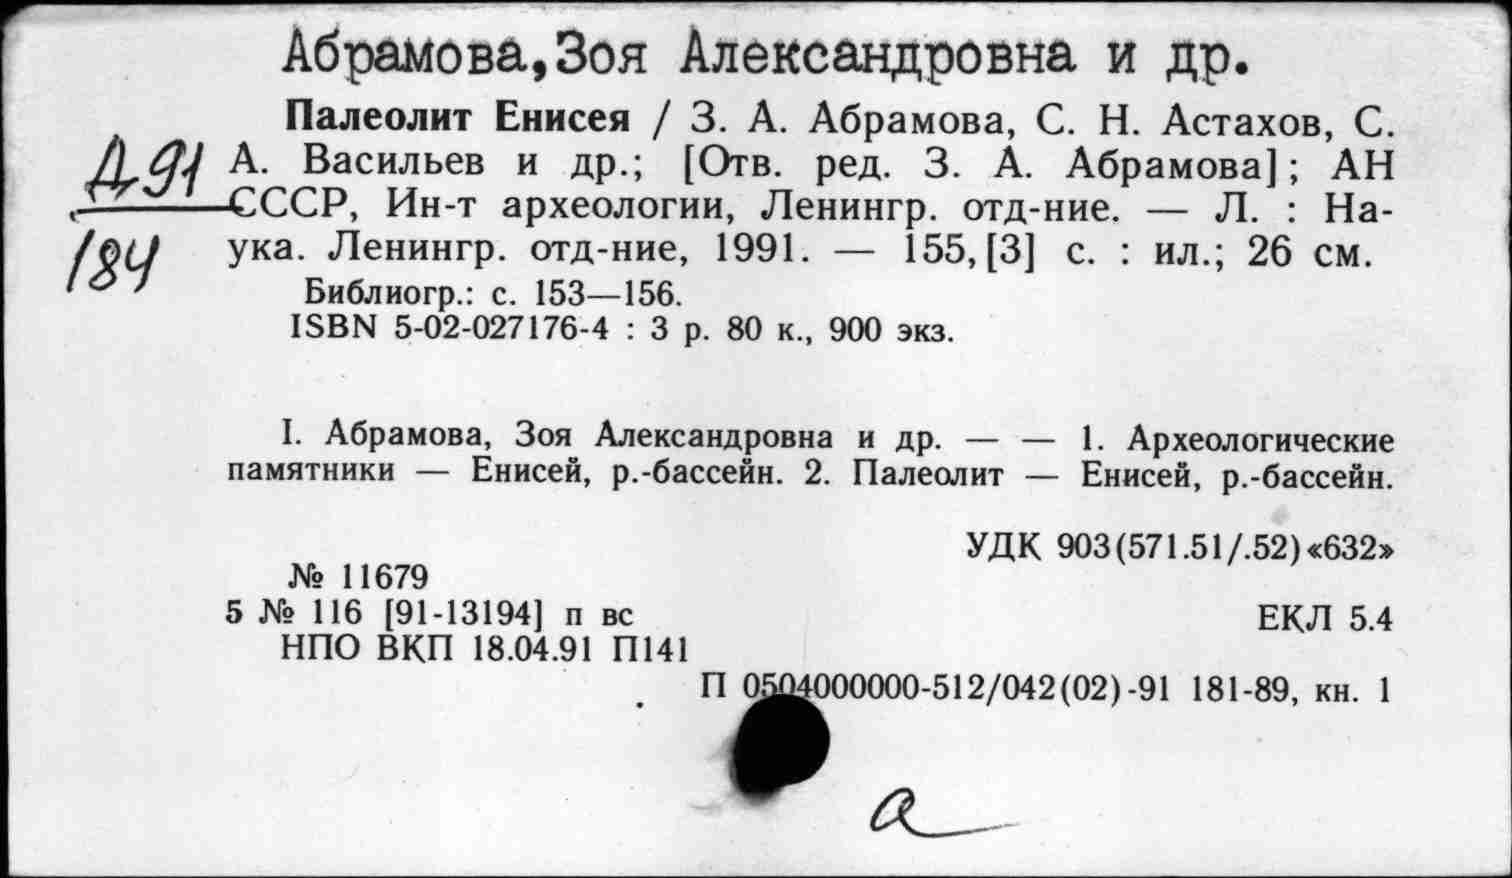 Абрамова,Зоя Александровна и др.
Палеолит Енисея / З. А. Абрамова, С. Н. Астахов, С.
Д-91 А. Васильев и др.; [Отв. ред. З. А. Абрамова]; АН
СССР, Ин-т археологии, Ленингр. отд-ние. — Л. : На-
184 ука. Ленингр. отд-ние, 1991. — 155,[3] с. : ил.; 26 см.
Библиогр.: с. 153—156.
ISBN 5-02-027176-4 : 3 р. 80 к., 900 экз.
I. Абрамова, Зоя Александровна и др. — — 1. Археологические
памятники — Енисей, р.-бассейн. 2. Палеолит — Енисей, р.-бассейн.
УДК 903(571.51/.52)«632»
№ 11679
5 № 116 [91-13194] п вс
ЕКЛ 5.4
НПО ВКП 18.04.91 П141
П 0504000000-512/042(02)-91 181-89, кн. 1
а